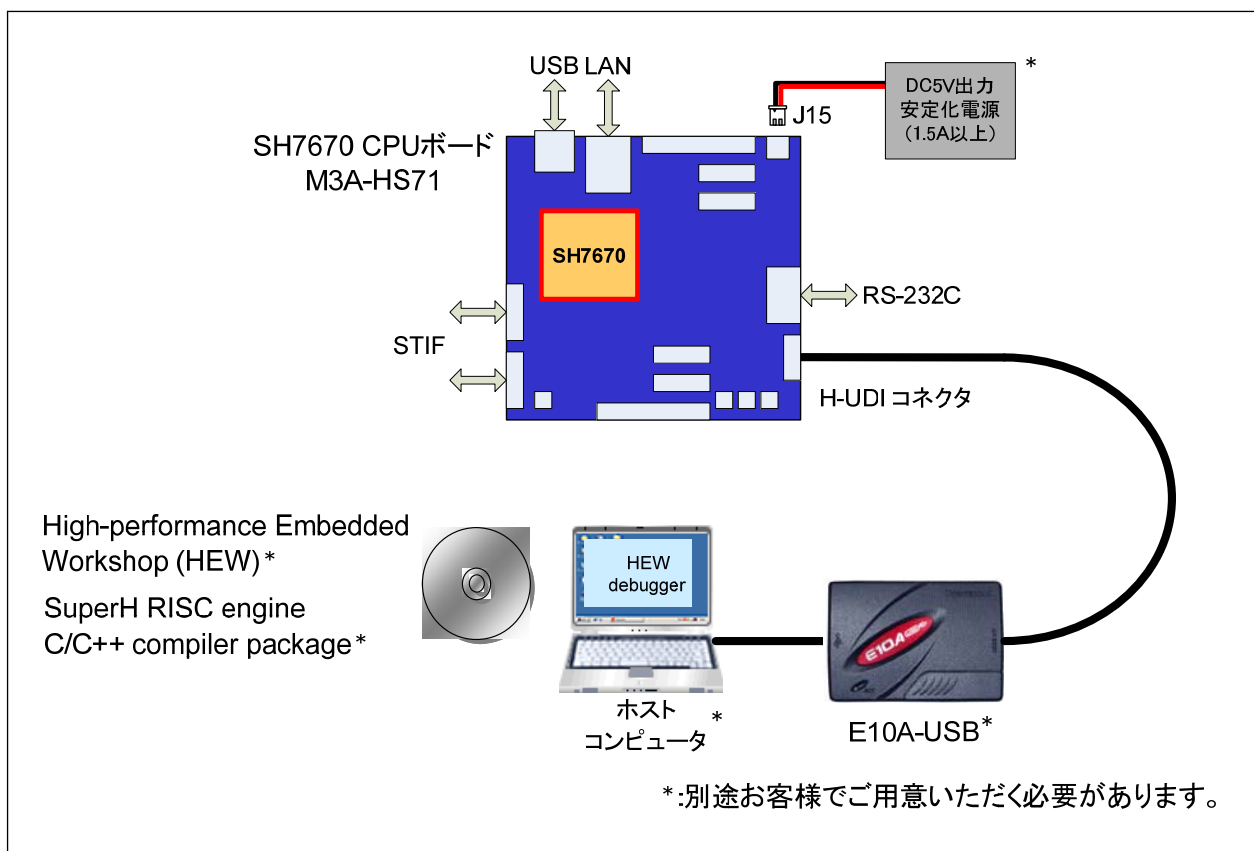 USB LAN
J15
DC5V出力
安定化電源
(1.5A以上)
*
SH7670 CPUボード
M3A-HS71
SH7670
RS-232C
STIF
H-UDI コネクタ
High-performance Embedded
Workshop (HEW)*
SuperH RISC engine
C/C++ compiler package*
HEW
debugger
E10A
ホスト
コンピュータ*
E10A-USB*
*:別途お客様でご用意いただく必要があります。